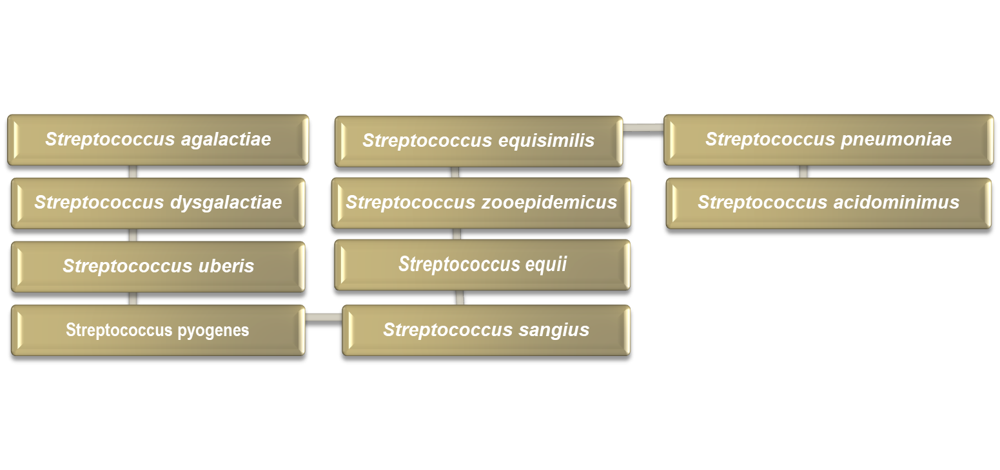 Streptococcus agalactiae
Streptococcus dysgalactiae
Streptococcus uberis
Streptococcus pyogenes
Streptococcus sangius
Streptococcus equii
Streptococcus zooepidemicus
Streptococcus equisimilis
Streptococcus pneumoniae
Streptococcus acidominimus